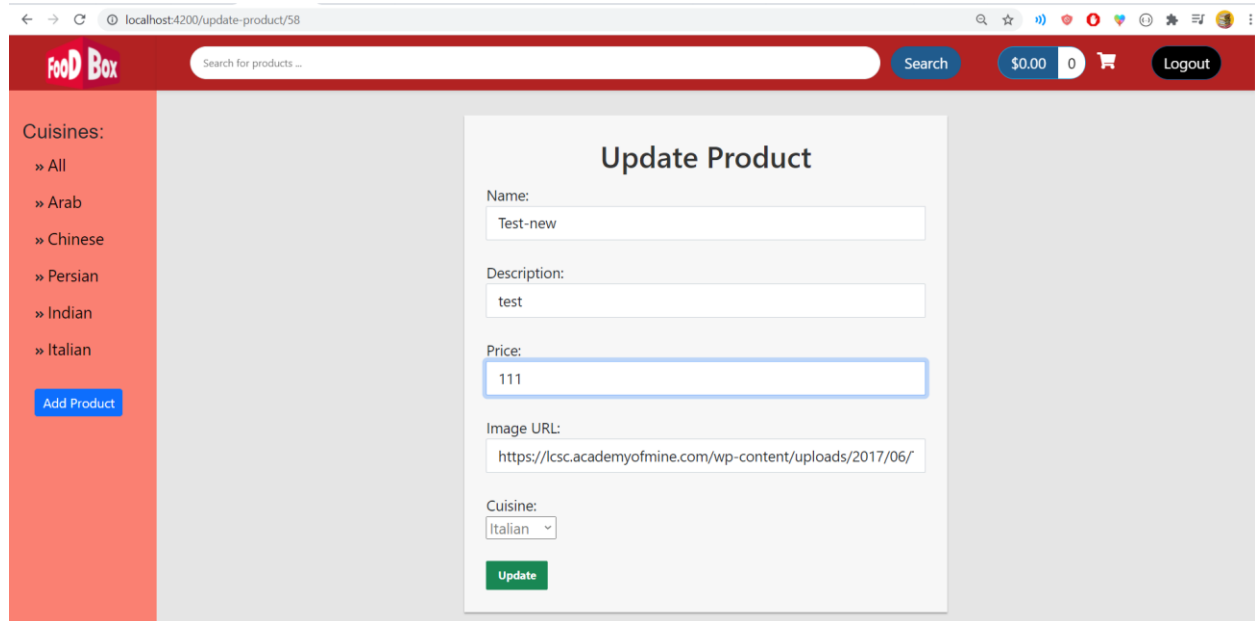 localhost:4200/update-product/58
FooD Box
Search for products ...
Search
$0.00
0
Logout
Cuisines:
» All
» Arab
» Chinese
» Persian
» Indian
» Italian
Add Product
Update Product
Name:
Test-new
Description:
test
Price:
111
Image URL:
https://lcsc.academyofmine.com/wp-content/uploads/2017/06/
Cuisine:
Italian
Update